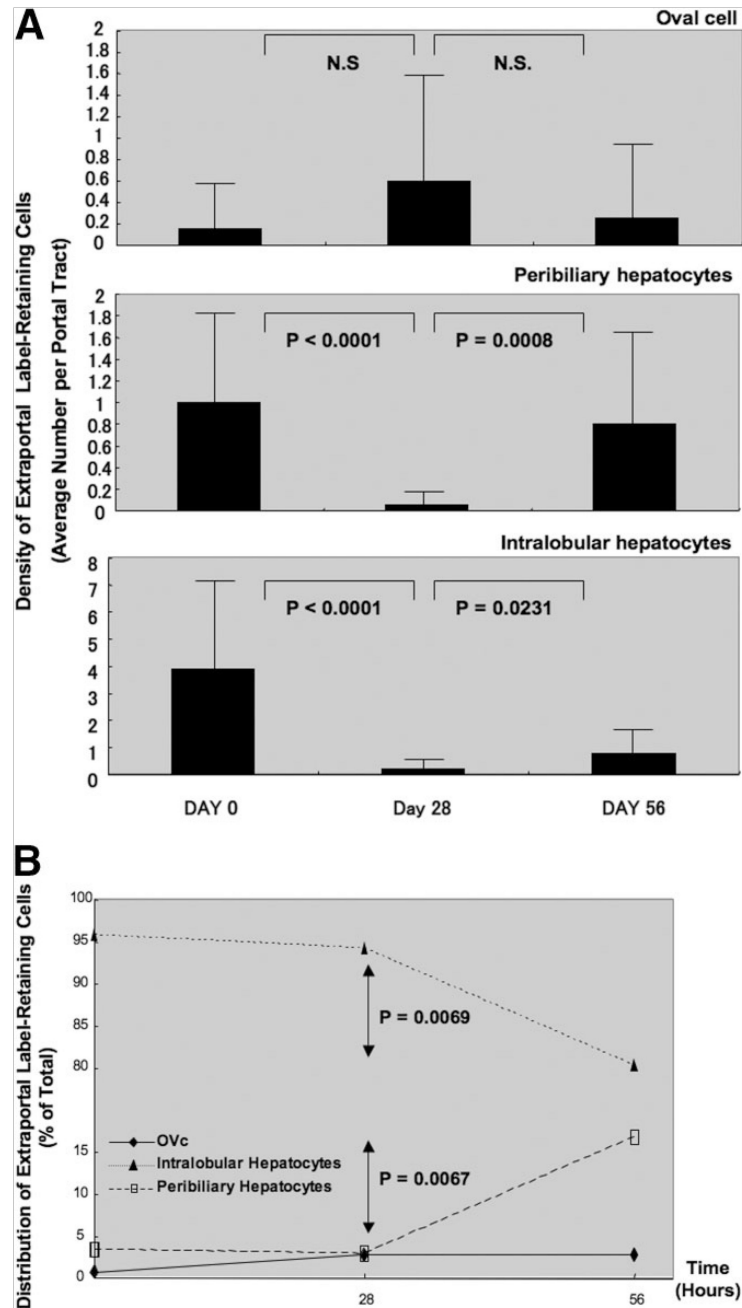 A
Oval cell
Density of Extraportal Label-Retaining Cells
(Average Number per Portal Tract)
2
1.8
1.6
1.4
1.2
1
0.8
0.6
0.4
0.2
0
N.S
N.S.
Peribiliary hepatocytes
2
1.8
1.6
1.4
1.2
1
0.8
0.6
0.4
0.2
0
P < 0.0001
P = 0.0008
Intralobular hepatocytes
8
7
6
5
4
3
2
1
0
P < 0.0001
P = 0.0231
DAY 0
Day 28
DAY 56
B
Distribution of Extraportal Label-Retaining Cells
(% of Total)
100
95
90
85
80
15
10
5
0
P = 0.0069
OVc
Intralobular Hepatocytes
Peribiliary Hepatocytes
P = 0.0067
28
56
Time
(Hours)